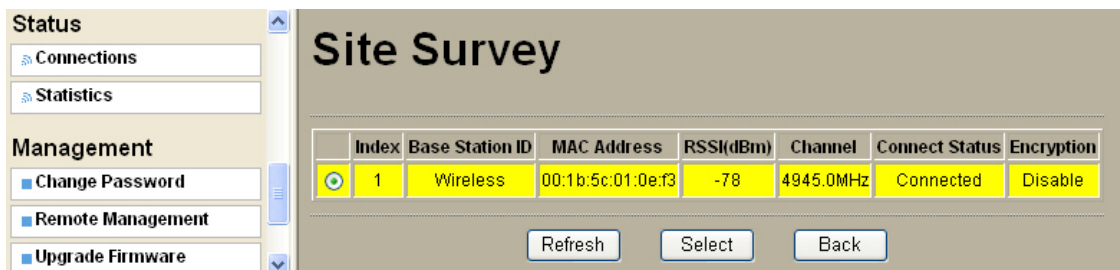 Status
Connections
Statistics
Management
Change Password
Remote Management
Upgrade Firmware
Site Survey
Index Base Station ID MAC Address RSSI(dBm) Channel Connect Status Encryption
1 Wireless 00:1b:5c:01:0e:f3 -78 4945.0MHz Connected Disable
Refresh Select Back